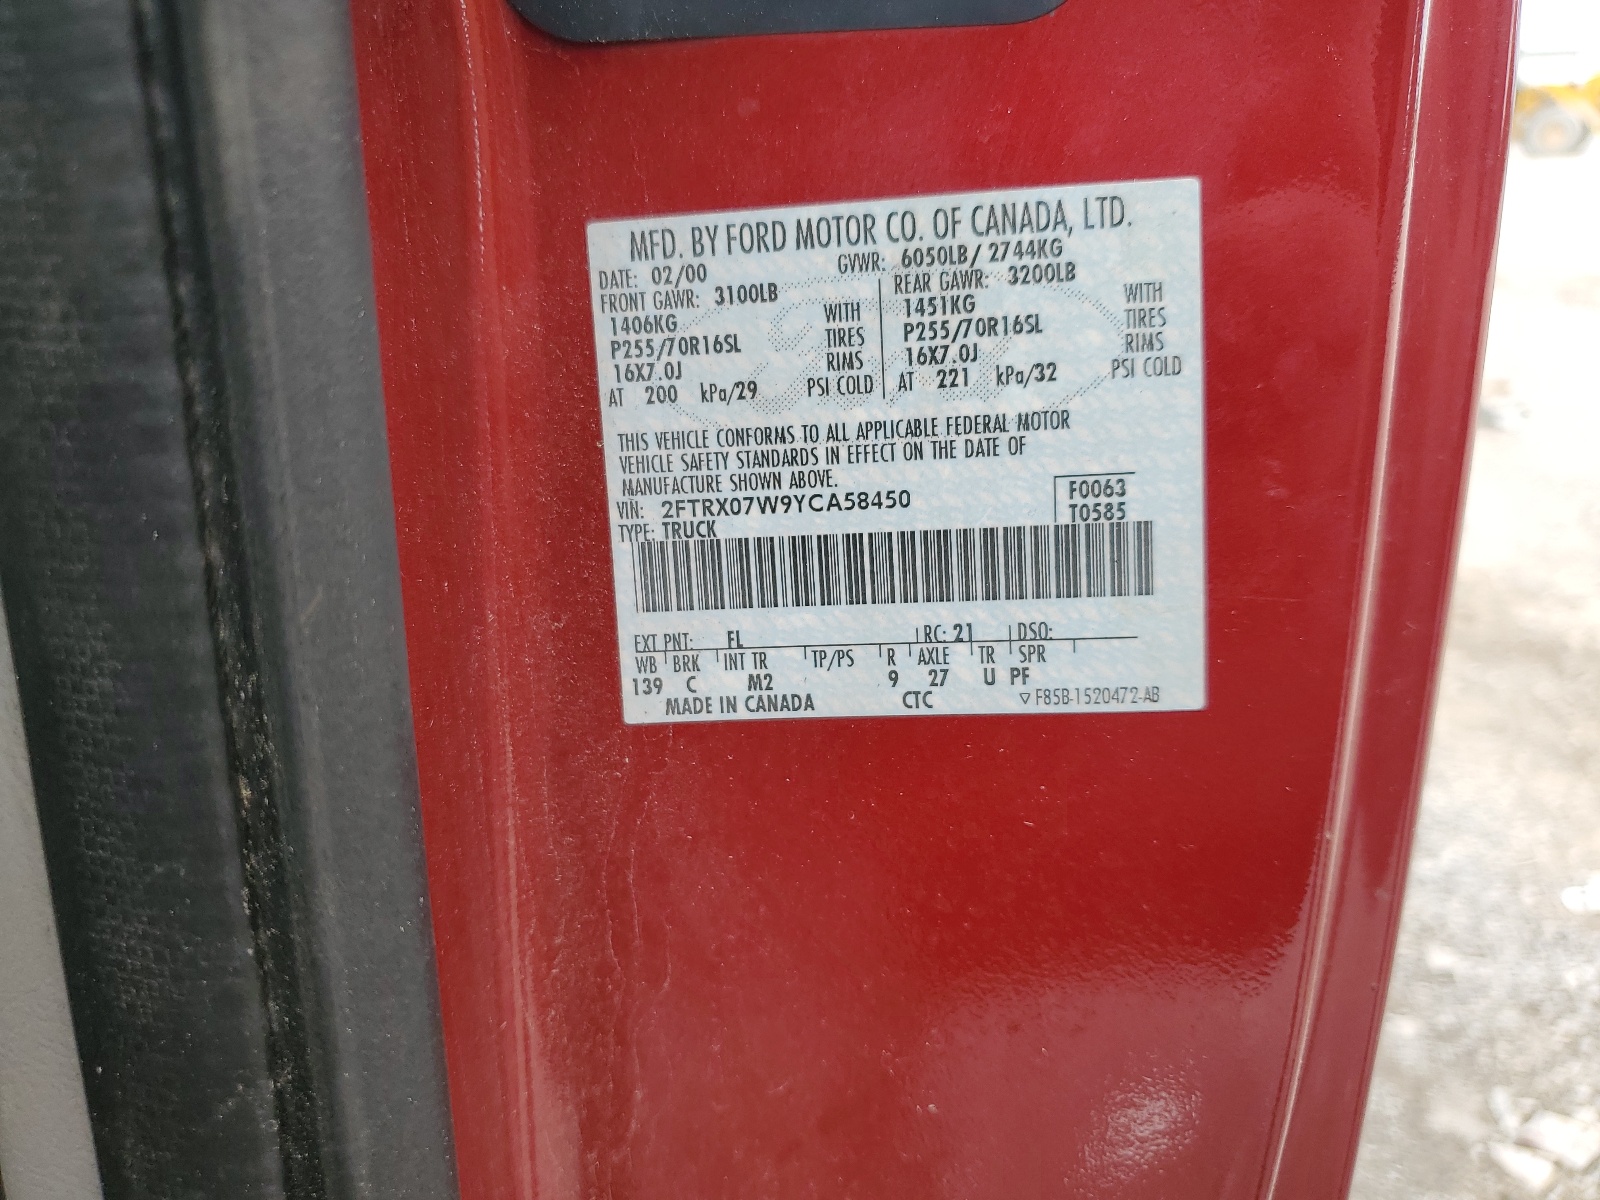 MFD. BY FORD MOTOR CO. OF CANADA, LTD.
DATE: 02/00 GVWR: 6050LB/ 2744KG
FRONT GAWR: 3100LB REAR GAWR: 3200LB
1406KG WITH 1451KG WITH
P255/70R16SL TIRES P255/70R16SL TIRES
16X7.0J RIMS 16X7.0J RIMS
AT 200 kPa/29 PSI COLD AT 221 kPa/32 PSI COLD
THIS VEHICLE CONFORMS TO ALL APPLICABLE FEDERAL MOTOR
VEHICLE SAFETY STANDARDS IN EFFECT ON THE DATE OF
MANUFACTURE SHOWN ABOVE.
VIN: 2FTRX07W9YCA58450 F0063
TYPE: TRUCK T0585
EXT PNT: FL RC: 21 DSO:
WB BRK INT TR TP/PS R AXLE TR SPR
139 C M2 9 27 U PF
MADE IN CANADA CTC ▽ F85B-1520472-AB